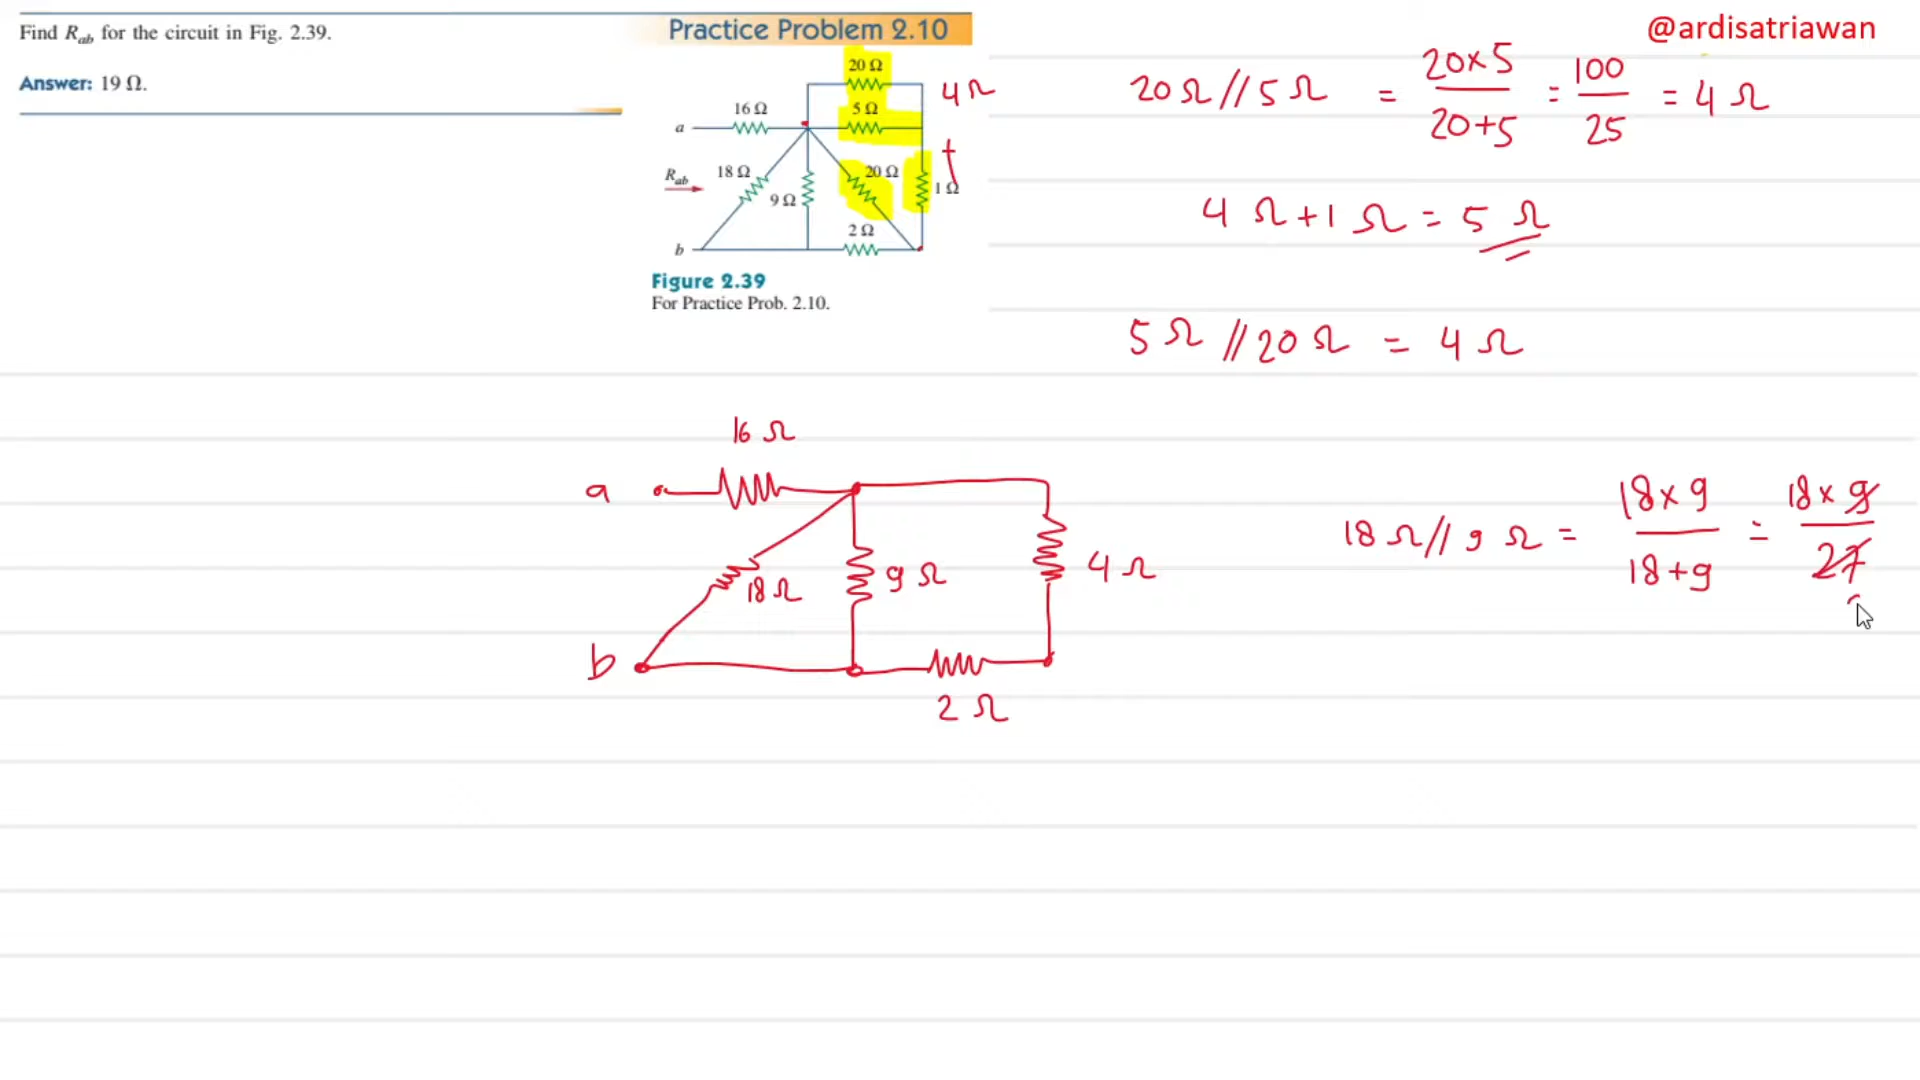 Find Rab for the circuit in Fig. 2.39.
Answer: 19 Ω.
Practice Problem 2.10
20 Ω
16 Ω
5 Ω
a
Rab
18 Ω
9 Ω
20 Ω
1 Ω
2 Ω
b
Figure 2.39
For Practice Prob. 2.10.
4 Ω
+
@ardisatriawan
20 Ω // 5 Ω = 20×5 / 20+5 = 100 / 25 = 4 Ω
4 Ω + 1 Ω = 5 Ω
5 Ω // 20 Ω = 4 Ω
16 Ω
a
18 Ω
9 Ω
4 Ω
b
2 Ω
18 Ω // 9 Ω = 18×9 / 18+9 = 18×9 / 27